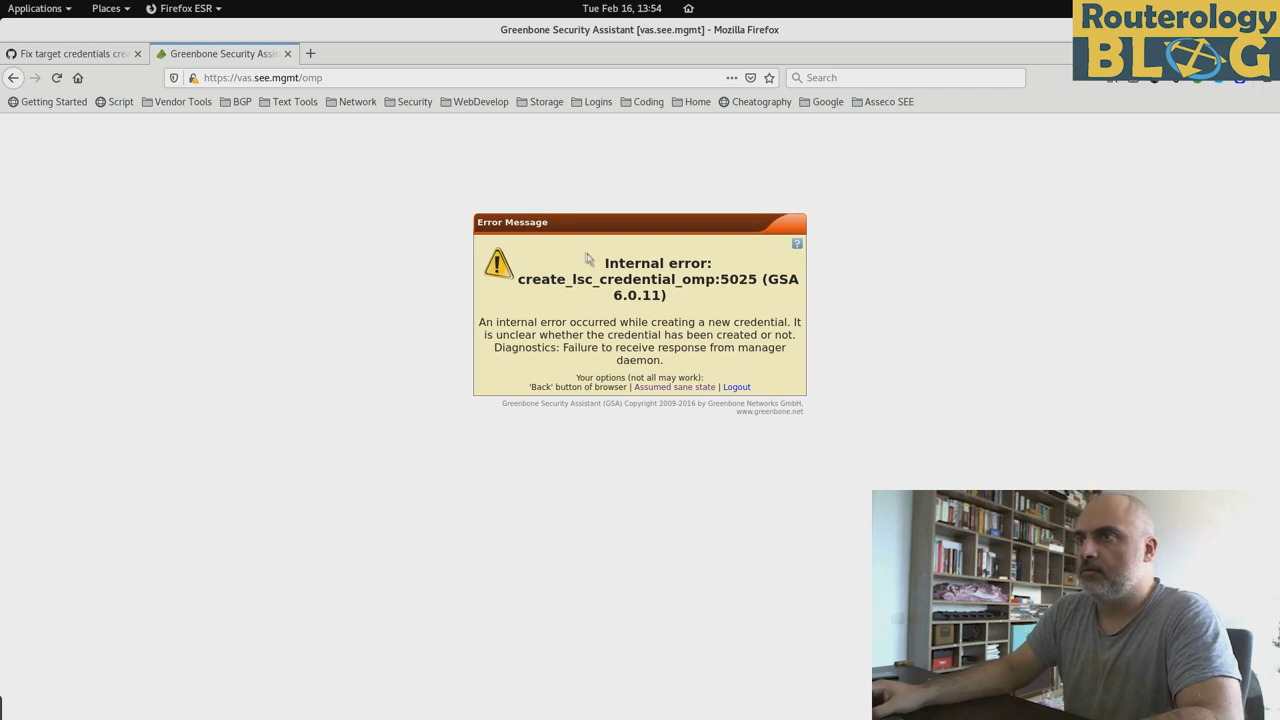 Applications
Places
Firefox ESR
Tue Feb 16, 13:54
Greenbone Security Assistant [vas.see.mgmt] - Mozilla Firefox
Routerology
BLOG
Fix target credentials cre
Greenbone Security Assis
https://vas.see.mgmt/omp
Search
Getting Started
Script
Vendor Tools
BGP
Text Tools
Network
Security
WebDevelop
Storage
Logins
Coding
Home
Cheatography
Google
Asseco SEE
Error Message
?
Internal error:
create_lsc_credential_omp:5025 (GSA
6.0.11)
An internal error occurred while creating a new credential. It
is unclear whether the credential has been created or not.
Diagnostics: Failure to receive response from manager
daemon.
Your options (not all may work):
'Back' button of browser | Assumed sane state | Logout
Greenbone Security Assistant (GSA) Copyright 2009-2016 by Greenbone Networks GmbH,
www.greenbone.net